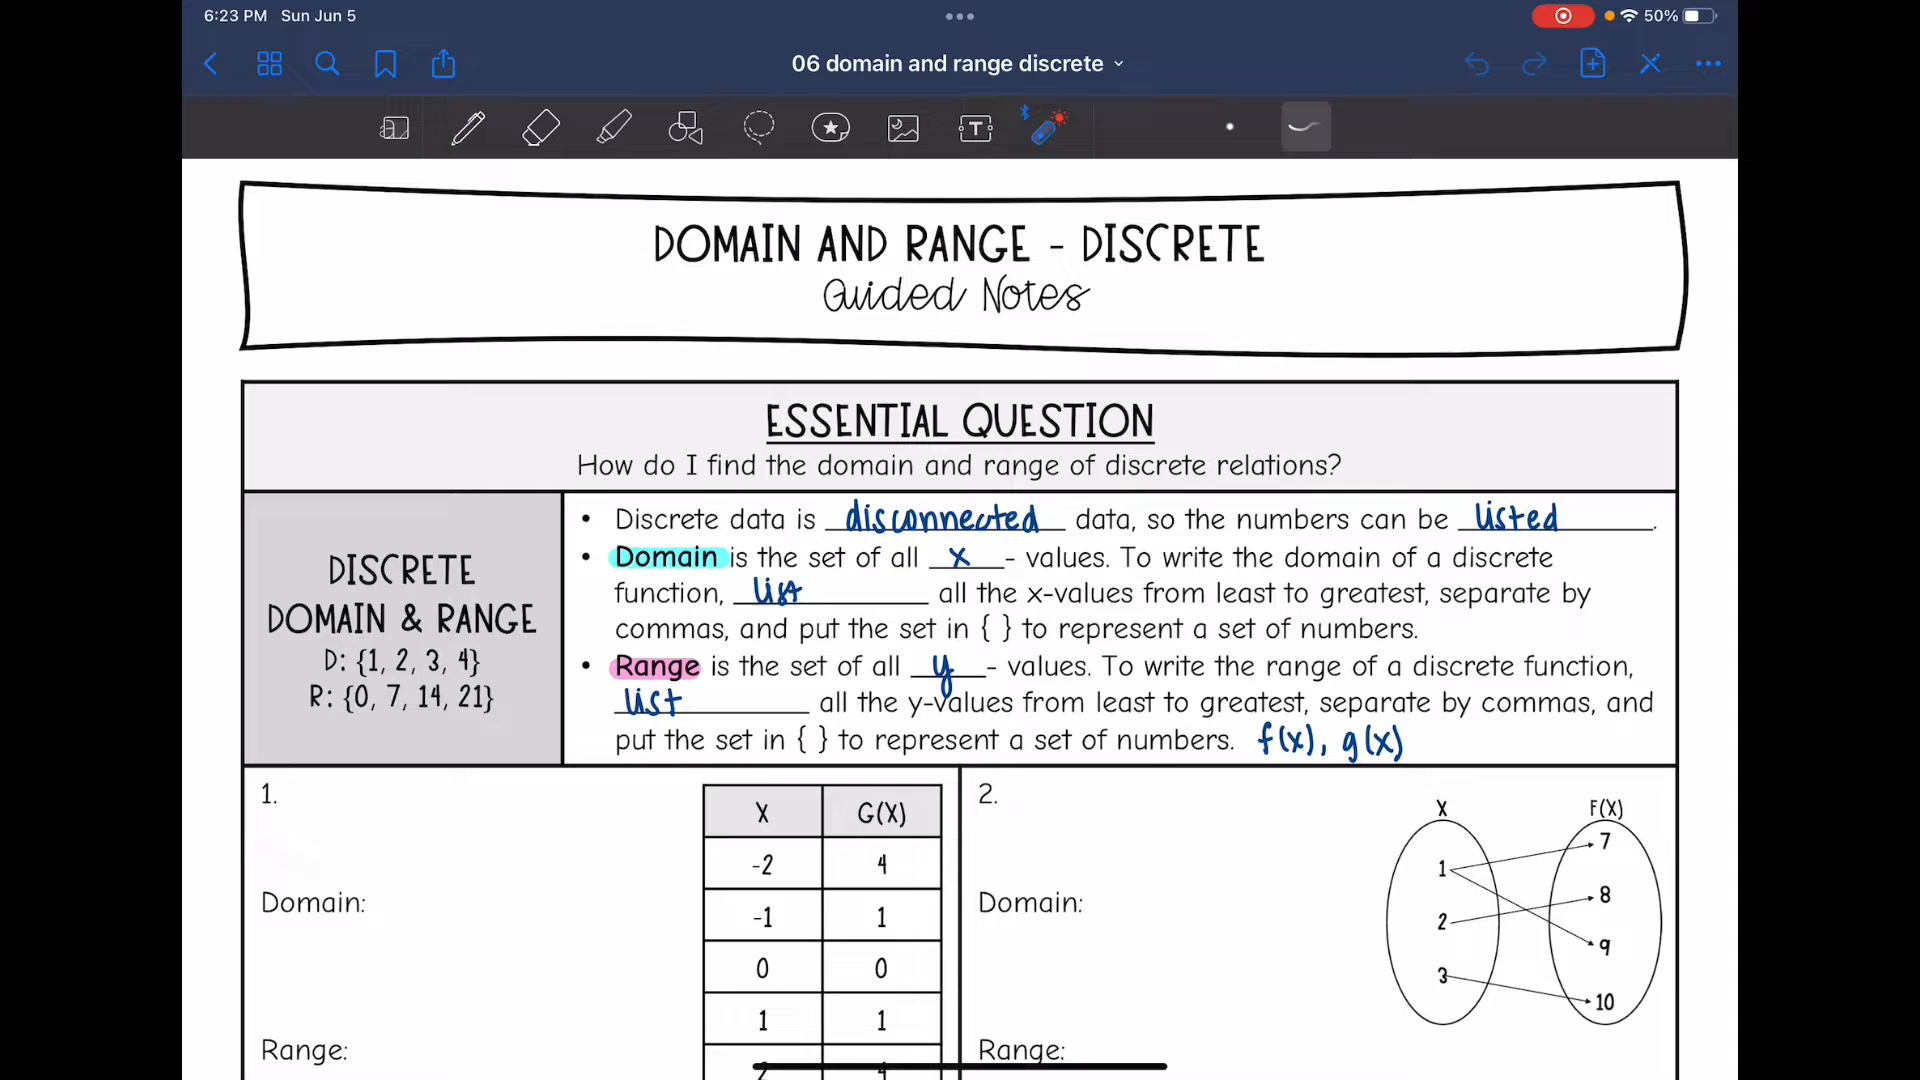 6:23 PM Sun Jun 5
50%
06 domain and range discrete
T
DOMAIN AND RANGE - DISCRETE
Guided Notes
ESSENTIAL QUESTION
How do I find the domain and range of discrete relations?
DISCRETE
DOMAIN & RANGE
D: {1, 2, 3, 4}
R: {0, 7, 14, 21}
• Discrete data is disconnected data, so the numbers can be listed.
• Domain is the set of all x - values. To write the domain of a discrete
function, list all the x-values from least to greatest, separate by
commas, and put the set in { } to represent a set of numbers.
• Range is the set of all y - values. To write the range of a discrete function,
list all the y-values from least to greatest, separate by commas, and
put the set in { } to represent a set of numbers. f(x), g(x)
1.
Domain:
Range:
X G(X)
-2 4
-1 1
0 0
1 1
2 4
2.
Domain:
Range:
X F(X)
1 7
2 8
9
3 10